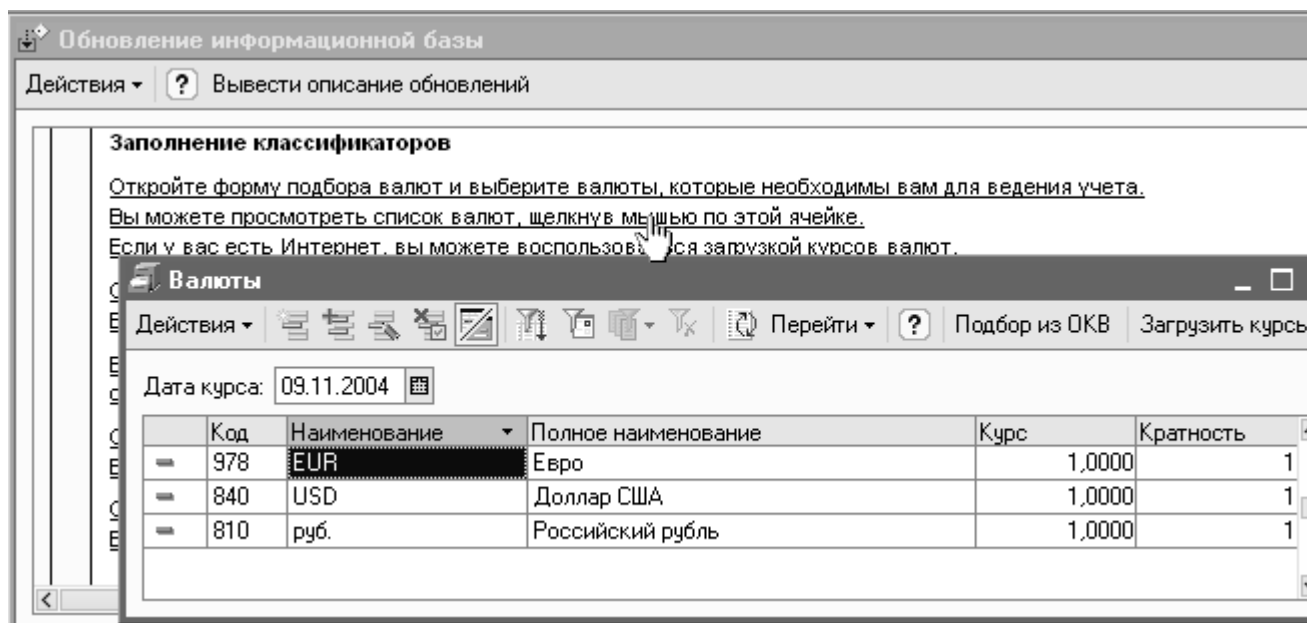 Обновление информационной базы
Действия ? Вывести описание обновлений
Заполнение классификаторов
Откройте форму подбора валют и выберите валюты, которые необходимы вам для ведения учета.
Вы можете просмотреть список валют, щелкнув мышью по этой ячейке.
Если у вас есть Интернет, вы можете загрузкой курсов валют.
Валюты
Действия Перейти ? Подбор из ОКВ Загрузить курсы
Дата курса: 09.11.2004
Код Наименование Полное наименование Курс Кратность
978 EUR Евро 1,0000 1
840 USD Доллар США 1,0000 1
810 руб. Российский рубль 1,0000 1